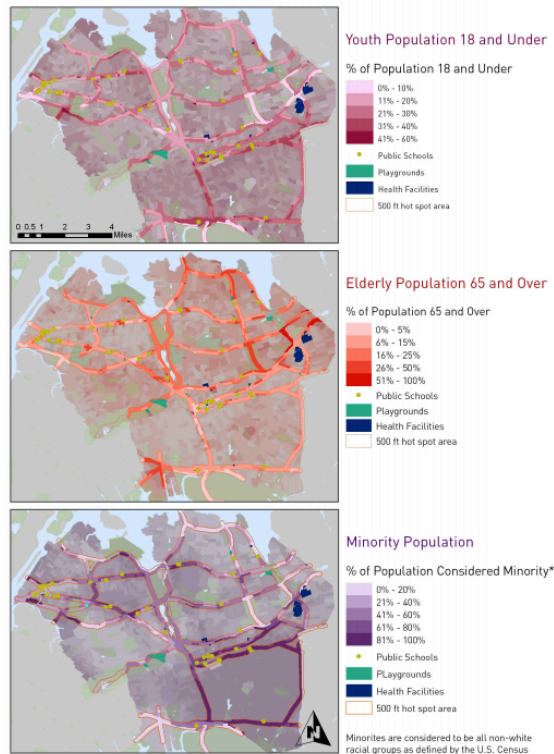 Youth Population 18 and Under
% of Population 18 and Under
0% - 10%
11% - 20%
21% - 30%
31% - 40%
41% - 60%
Public Schools
Playgrounds
Health Facilities
500 ft hot spot area
0 0.5 1 2 3 4
Miles
Elderly Population 65 and Over
% of Population 65 and Over
0% - 5%
6% - 15%
16% - 25%
26% - 50%
51% - 100%
Public Schools
Playgrounds
Health Facilities
500 ft hot spot area
Minority Population
% of Population Considered Minority*
0% - 20%
21% - 40%
41% - 60%
61% - 80%
81% - 100%
Public Schools
PLaygrounds
Health Facilities
500 ft hot spot area
N
Minorites are considered to be all non-white
racial groups as defined by the U.S. Census